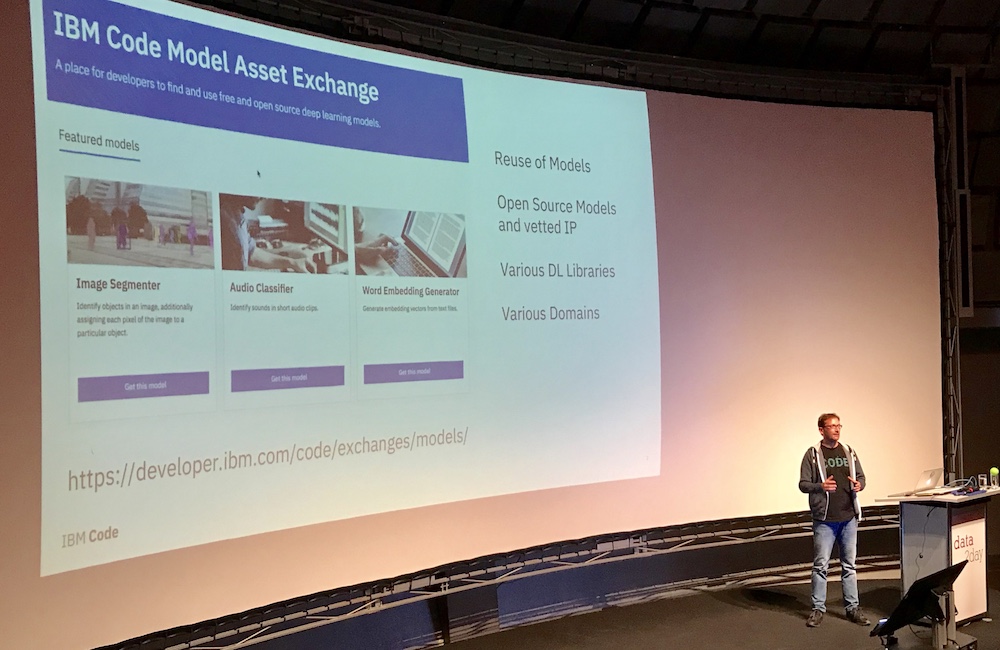 IBM Code Model Asset Exchange
A place for developers to find and use free and open source deep learning models.
Featured models
Image Segmenter
Identify objects in an image, additionally
assigning each pixel of the image to a
particular object.
Get this model
Audio Classifier
Identify sounds in short audio clips.
Get this model
Word Embedding Generator
Generate embedding vectors from text files.
Get this model
Reuse of Models
Open Source Models
and vetted IP
Various DL Libraries
Various Domains
https://developer.ibm.com/code/exchanges/models/
IBM Code
CODE
data
2day